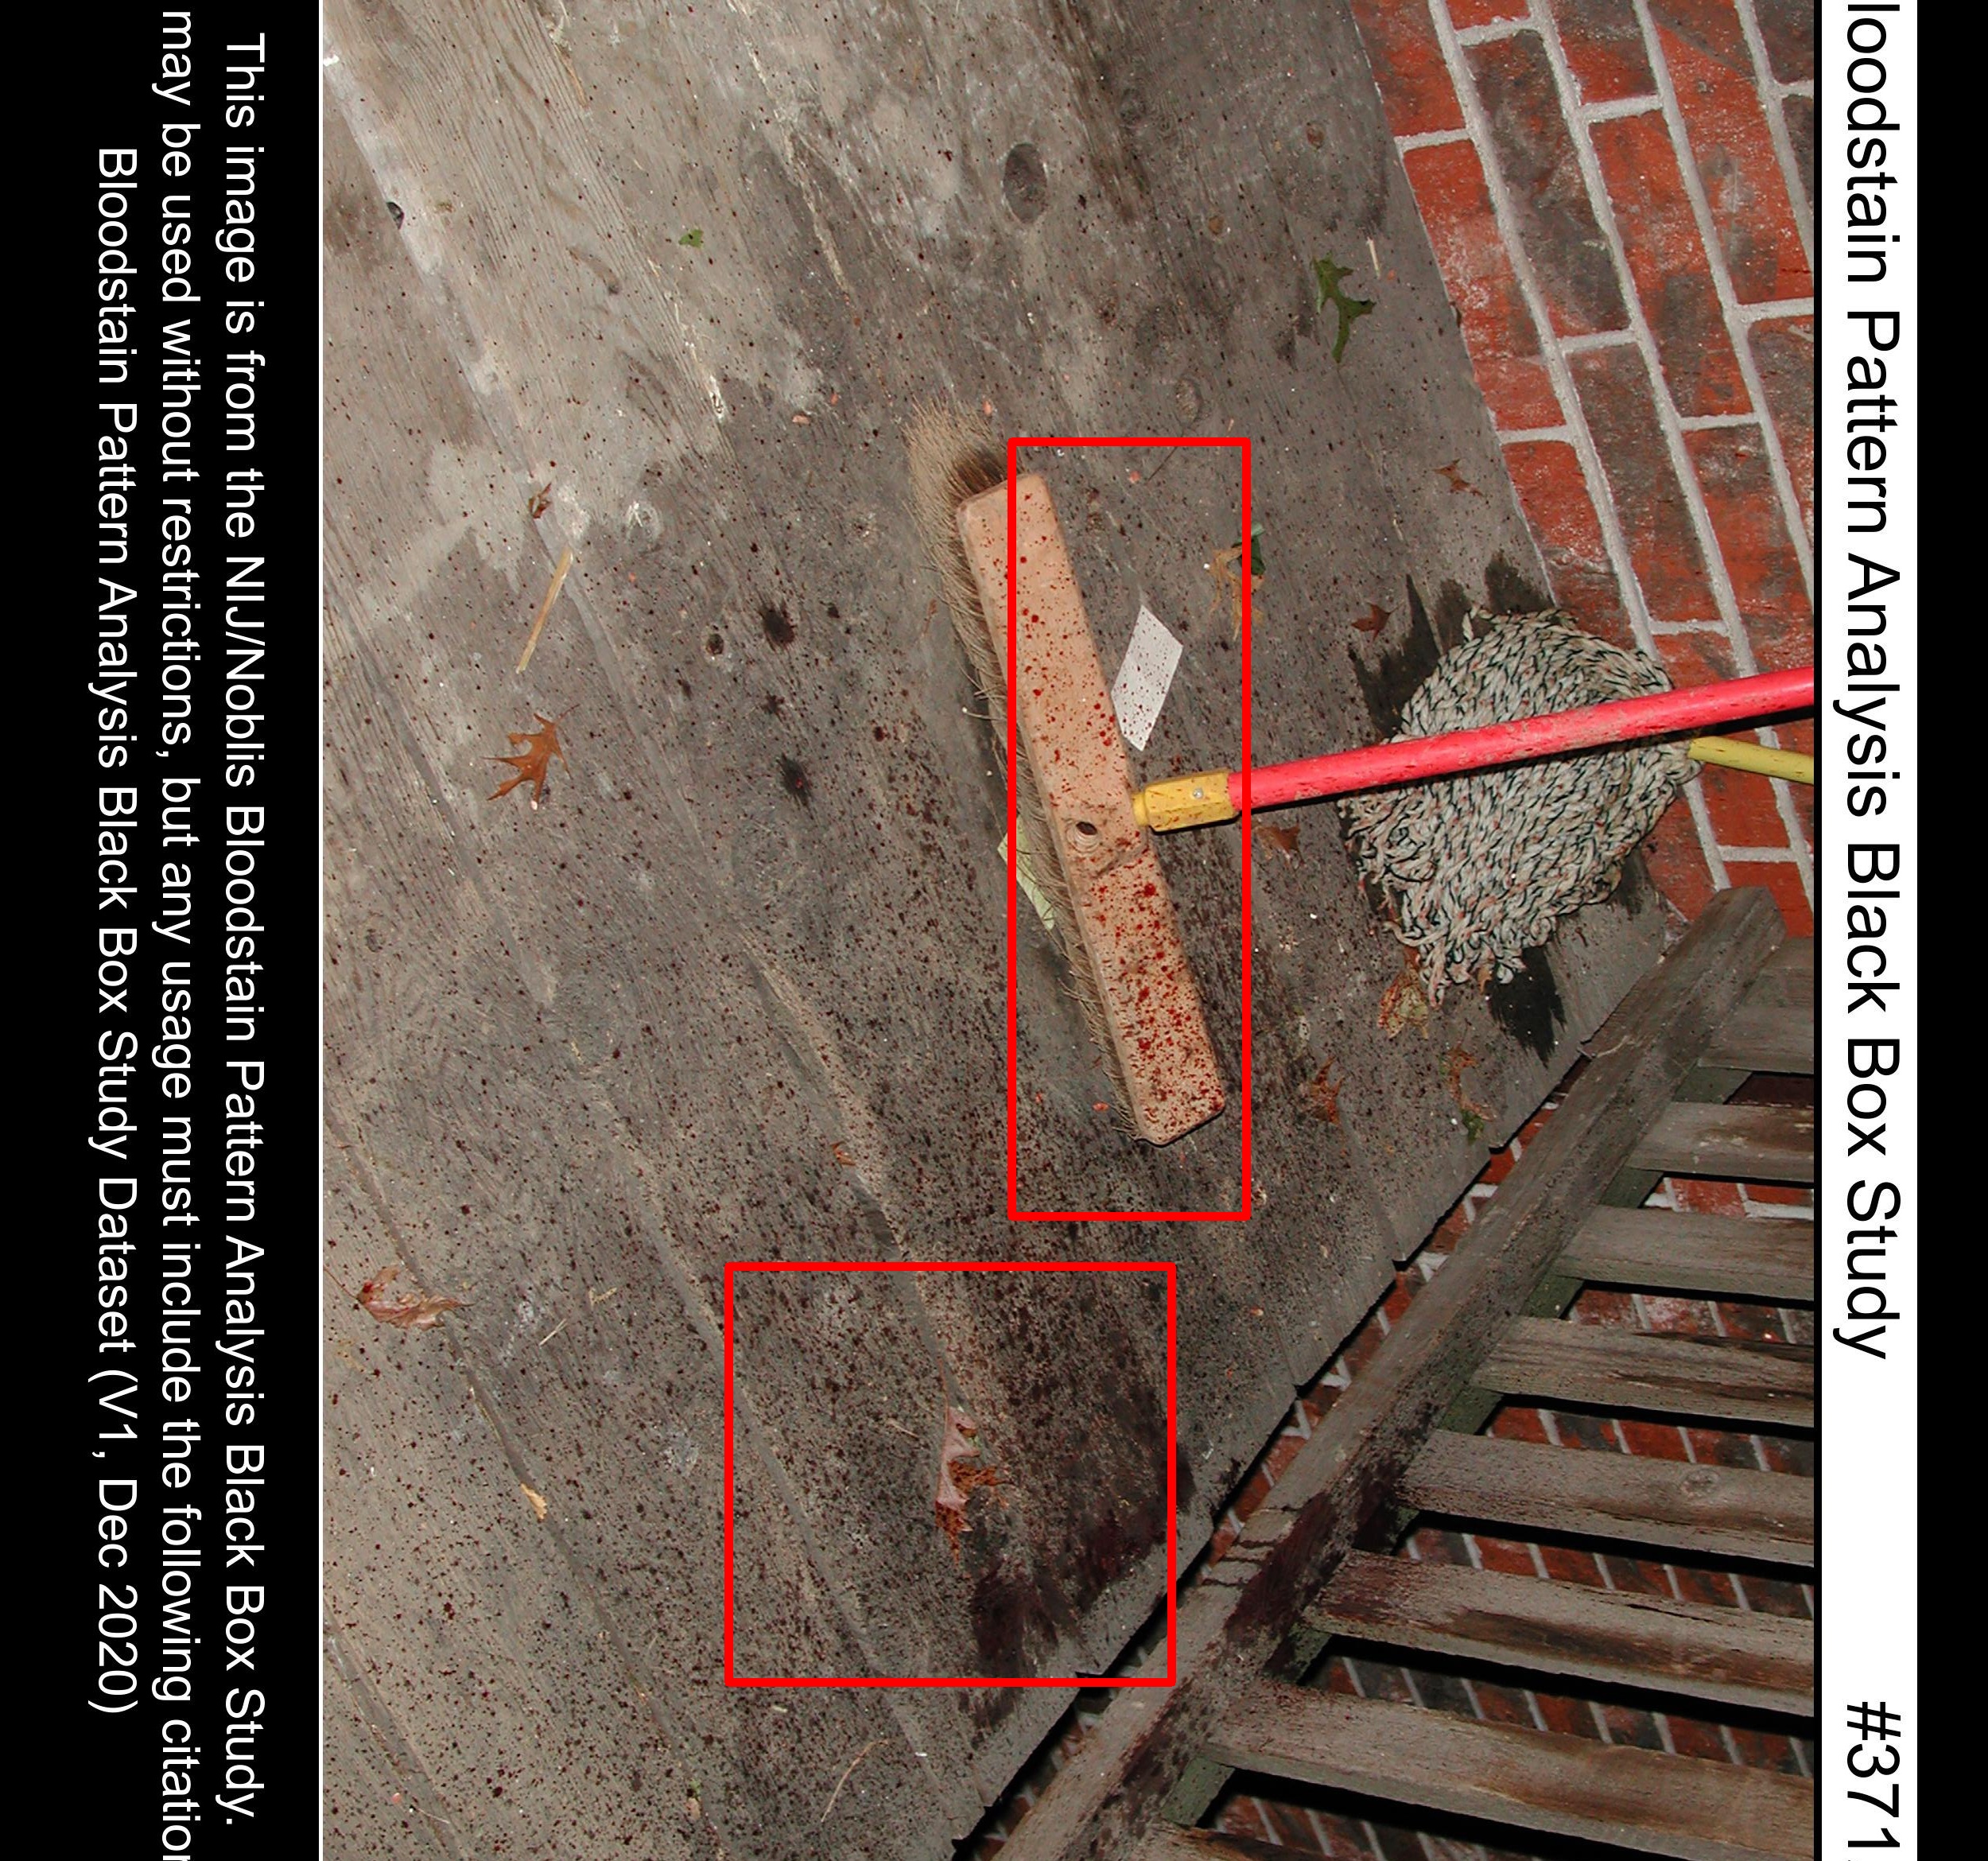 loodstain Pattern Analysis Black Box Study #371
This image is from the NIJ/Noblis Bloodstain Pattern Analysis Black Box Study.
may be used without restrictions, but any usage must include the following citation
Bloodstain Pattern Analysis Black Box Study Dataset (V1, Dec 2020)